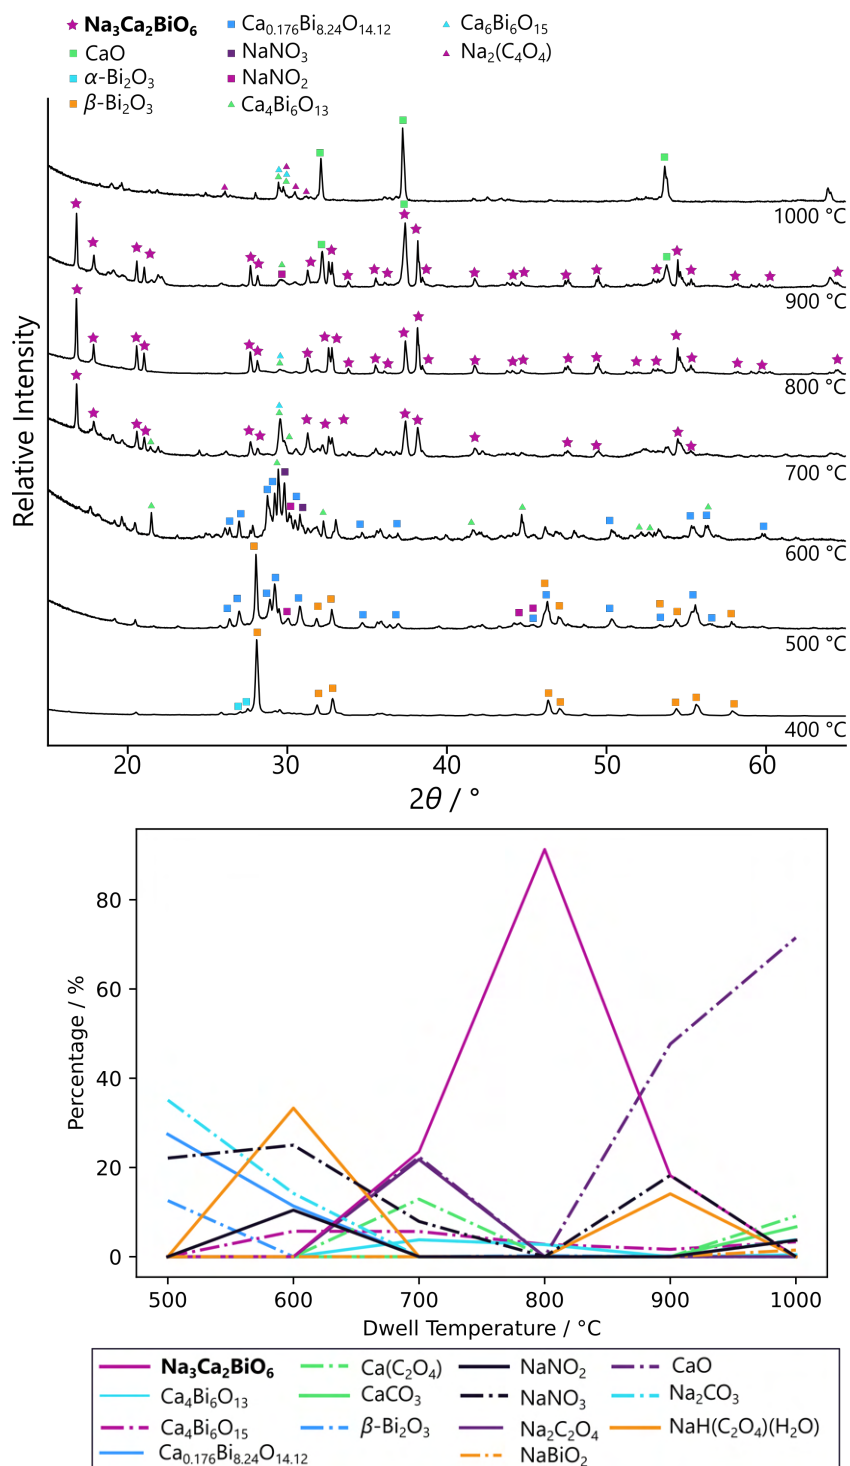 Na₃Ca₂BiO₆ Ca₀.₁₇₆Bi₈.₂₄O₁₄.₁₂ Ca₆Bi₆O₁₅
CaO NaNO₃ Na₂(C₄O₄)
α-Bi₂O₃ NaNO₂
β-Bi₂O₃ Ca₄Bi₆O₁₃
Relative Intensity
1000 °C
900 °C
800 °C
700 °C
600 °C
500 °C
400 °C
20 30 40 50 60
2θ / °
Percentage / %
80
60
40
20
0
500 600 700 800 900 1000
Dwell Temperature / °C
Na₃Ca₂BiO₆ Ca(C₂O₄) NaNO₂ CaO
Ca₄Bi₆O₁₃ CaCO₃ NaNO₃ Na₂CO₃
Ca₄Bi₆O₁₅ β-Bi₂O₃ Na₂C₂O₄ NaH(C₂O₄)(H₂O)
Ca₀.₁₇₆Bi₈.₂₄O₁₄.₁₂ NaBiO₂